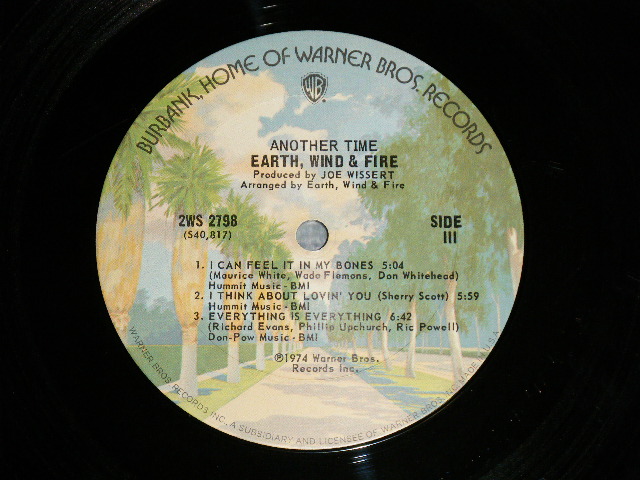 BURBANK, HOME OF WARNER BROS. RECORDS
WB
ANOTHER TIME
EARTH, WIND & FIRE
Produced by JOE WISSERT
Arranged by Earth, Wind & Fire
2WS 2798
(S40,817)
SIDE
III
1. I CAN FEEL IT IN MY BONES 5:04
(Maurice White, Wade Flemons, Don Whitehead)
Hummit Music - BMI
2. I THINK ABOUT LOVIN' YOU (Sherry Scott) 5:59
Hummit Music - BMI
3. EVERYTHING IS EVERYTHING 6:42
(Richard Evans, Phillip Upchurch, Ric Powell)
Don-Pow Music - BMI
℗1974 Warner Bros.
Records Inc.
WARNER BROS. RECORDS INC., A SUBSIDIARY AND LICENSEE OF WARNER BROS. INC. MADE IN U.S.A.